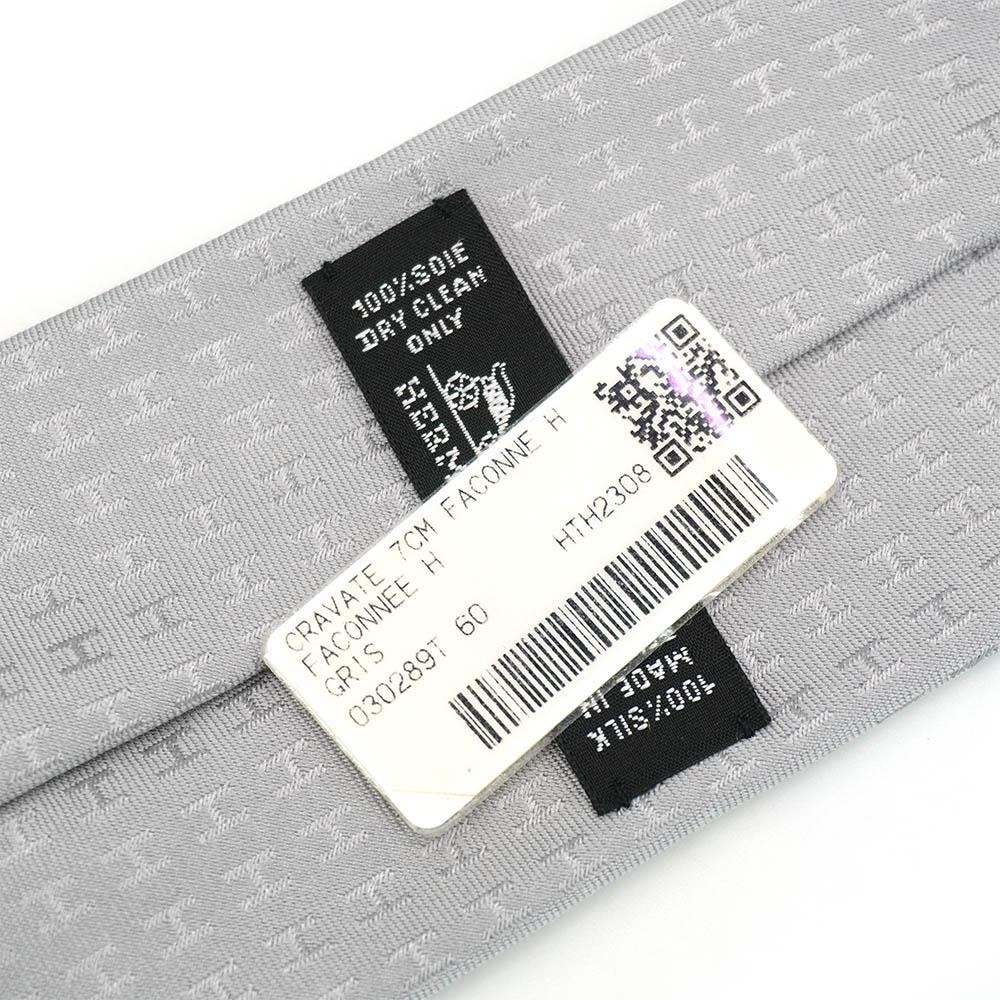 100%SOIE
DRY CLEAN
ONLY
CRAVATE 7CM FACONNE H
FACONNEE H
GRIS
030289T 60
HTH2308
MADE IN
100%SILK